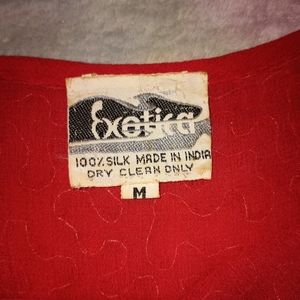 Exotica
100% SILK MADE IN INDIA
DRY CLEAN ONLY
M